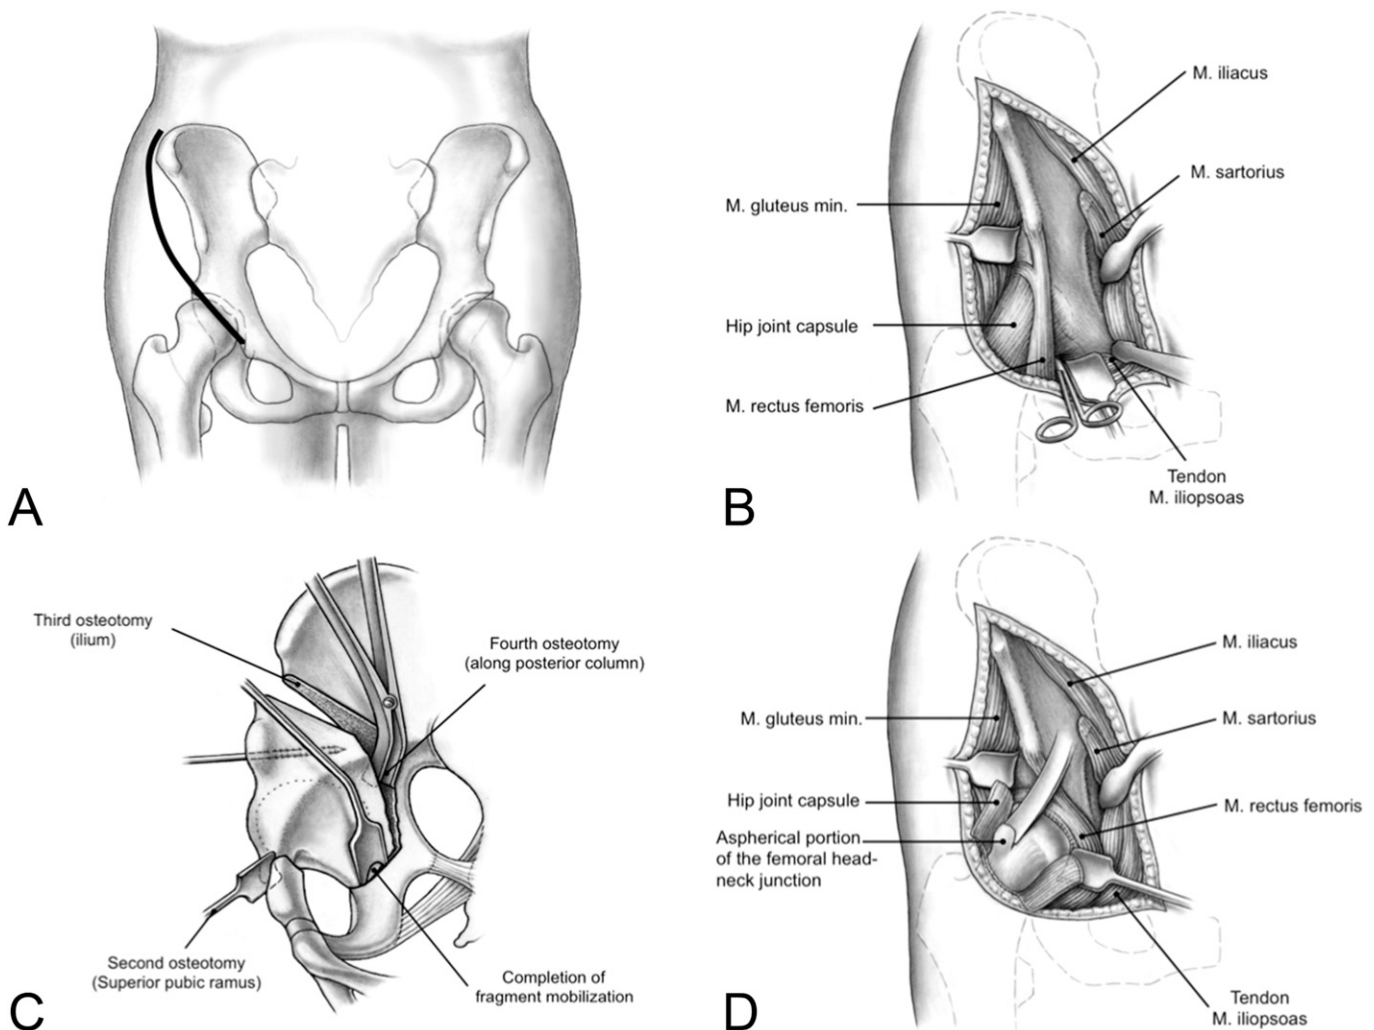 A
M. iliacus
M. sartorius
M. gluteus min.
Hip joint capsule
M. rectus femoris
Tendon
M. iliopsoas
B
Third osteotomy
(ilium)
Fourth osteotomy
(along posterior column)
Second osteotomy
(Superior pubic ramus)
Completion of
fragment mobilization
C
M. iliacus
M. gluteus min.
M. sartorius
Hip joint capsule
M. rectus femoris
Aspherical portion
of the femoral head-
neck junction
Tendon
M. iliopsoas
D